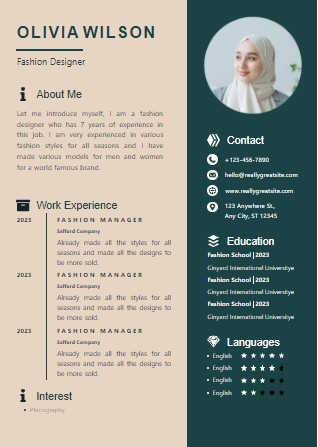 OLIVIA WILSON
Fashion Designer
About Me
Let me introduce myself, I am a fashion
designer who has 7 years of experience in
this job. I am very experienced in various
fashion styles for all seasons and I have
made various models for men and women
for a world famous brand.
Work Experience
2023
FASHION MANAGER
Salford Company
Already made all the styles for all
seasons and made all the designs to
be more sold.
2023
FASHION MANAGER
Salford Company
Already made all the styles for all
seasons and made all the designs to
be more sold.
2023
FASHION MANAGER
Salford Company
Already made all the styles for all
seasons and made all the designs to
be more sold.
Interest
• Photography
Contact
+123-456-7890
hello@reallygreatsite.com
www.reallygreatsite.com
123 Anywhere St.,
Any City, ST 12345
Education
Fashion School|2023
Ginyard International Universitye
Fashion School|2023
Ginyard International Universitye
Fashion School|2023
Ginyard International Universitye
Languages
• English
• English
• English
• English